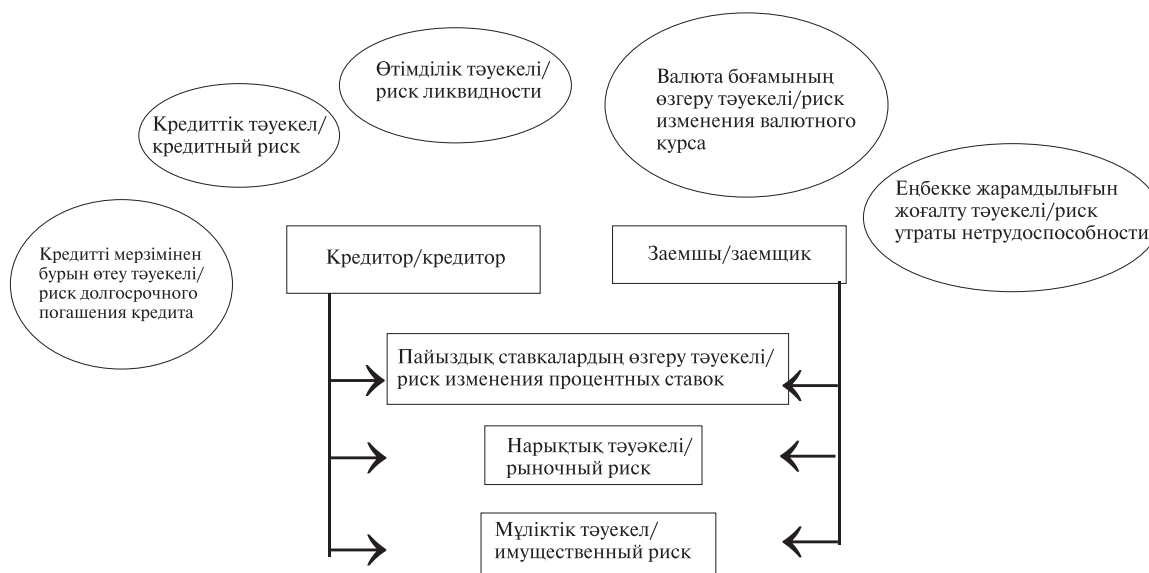 Өтімділік тәуекелі/
риск ликвидности
Валюта боғамының
өзгеру тәуекелі/риск
изменения валютного
курса
Кредиттік тәуекел/
кредитный риск
Еңбекке жарамдылығын
жоғалту тәуекелі/риск
утраты нетрудоспособности
Кредитті мерзімінен
бурын өтеу тәуекелі/
риск долгосрочного
погашения кредита
Кредитор/кредитор
Заемшы/заемщик
Пайыздық ставкалардың өзгеру тәуекелі/
риск изменения процентных ставок
Нарықтық тәуәкелі/
рыночный риск
Мұліктік тәуекел/
имущественный риск